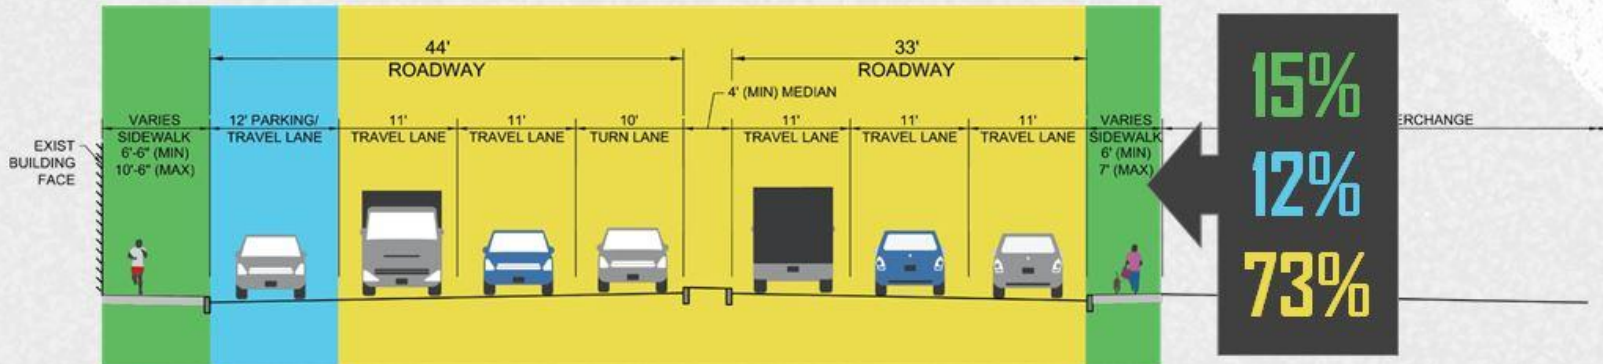 44'
ROADWAY
33'
ROADWAY
4' (MIN) MEDIAN
EXIST
BUILDING
FACE
VARIES
SIDEWALK
6'-6" (MIN)
10'-6" (MAX)
12' PARKING/
TRAVEL LANE
11'
TRAVEL LANE
11'
TRAVEL LANE
10'
TURN LANE
11'
TRAVEL LANE
11'
TRAVEL LANE
11'
TRAVEL LANE
VARIES
SIDEWALK
6' (MIN)
7' (MAX)
15%
12%
73%